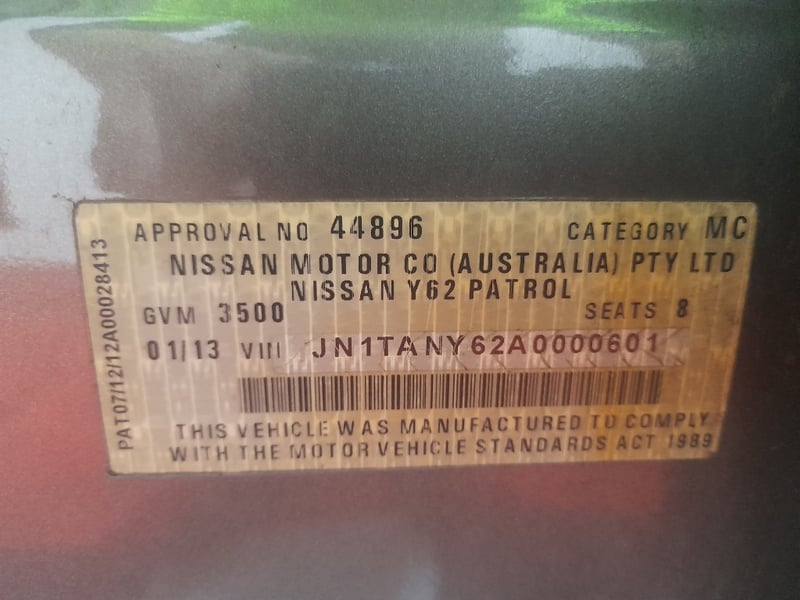 APPROVAL NO 44896 CATEGORY MC
NISSAN MOTOR CO (AUSTRALIA) PTY LTD
NISSAN Y62 PATROL
GVM 3500 SEATS 8
01/13 VIN JN1TANY62A0000601
THIS VEHICLE WAS MANUFACTURED TO COMPLY
WITH THE MOTOR VEHICLE STANDARDS ACT 1989
PAT07/12/12A00028413